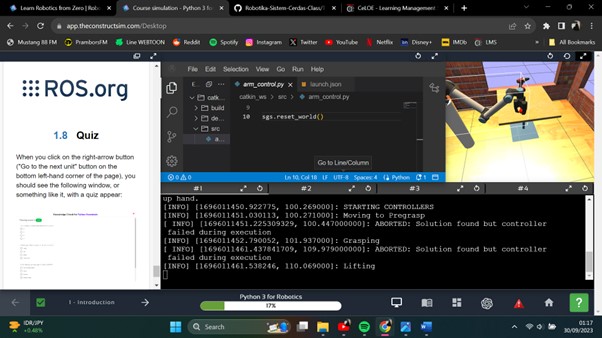 Learn Robotics from Zero | Rob
Course simulation - Python 3 for
Robotika-Sistem-Cerdas-Class/
CeLOE - Learning Management
app.theconstructsim.com/Desktop
Mustang 88 FM PramborsFM Line WEBTOON Reddit Spotify Instagram Twitter YouTube Netflix Disney+ IMDb LMS » All Bookmarks
ROS.org
1.8 Quiz
When you click on the right-arrow button
("Go to the next unit" button on the
bottom left-hand corner of the page), you
should see the following window, or
something like it, with a quiz appear:
File Edit Selection View Go Run Help
E...
catk...
build
de...
src
a...
arm_control.py launch.json
catkin_ws > src > arm_control.py
9
10 sgs.reset_world()
Go to Line/Column
0 0 Ln 10, Col 18 LF UTF-8 Spaces: 4 Python 1
#1 #2 #3 #4
up hand.
[INFO] [1696011450.922775, 100.269000]: STARTING CONTROLLERS
[INFO] [1696011451.030113, 100.271000]: Moving to Pregrasp
[ INFO] [1696011451.225309329, 100.447000000]: ABORTED: Solution found but controller
failed during execution
[INFO] [1696011452.790052, 101.937000]: Grasping
[ INFO] [1696011461.437841709, 109.979000000]: ABORTED: Solution found but controller
failed during execution
[INFO] [1696011461.538246, 110.069000]: Lifting
1 - Introduction
Python 3 for Robotics
17%
?
IDR/JPY
+0.48%
Search
01:17
30/09/2023